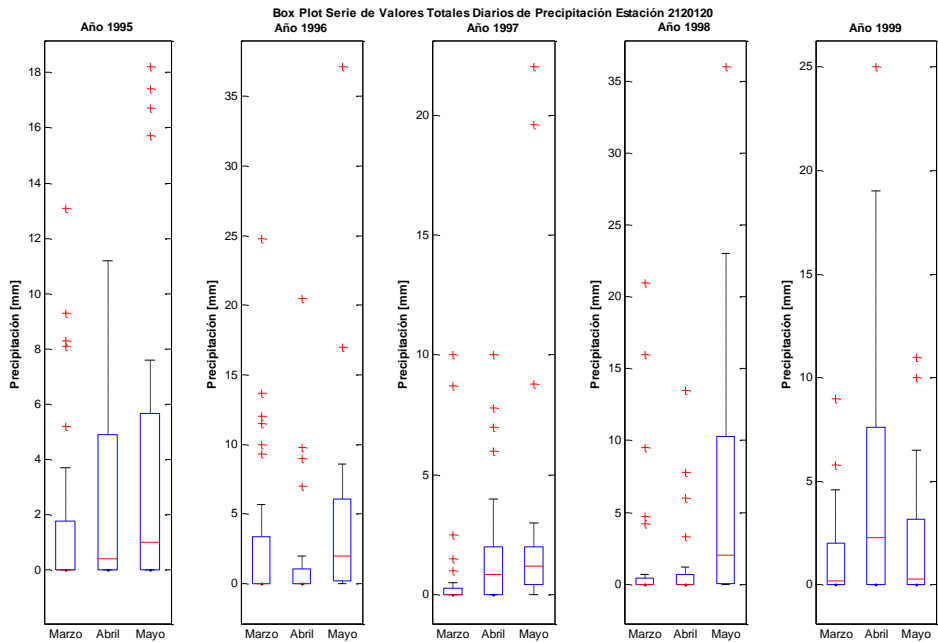 Box Plot Serie de Valores Totales Diarios de Precipitación Estación 2120120
Año 1995
Año 1996
Año 1997
Año 1998
Año 1999
Precipitación [mm]
18
16
14
12
10
8
6
4
2
0
Marzo Abril Mayo
Precipitación [mm]
35
30
25
20
15
10
5
0
Marzo Abril Mayo
Precipitación [mm]
20
15
10
5
0
Marzo Abril Mayo
Precipitación [mm]
35
30
25
20
15
10
5
0
Marzo Abril Mayo
Precipitación [mm]
25
20
15
10
5
0
Marzo Abril Mayo